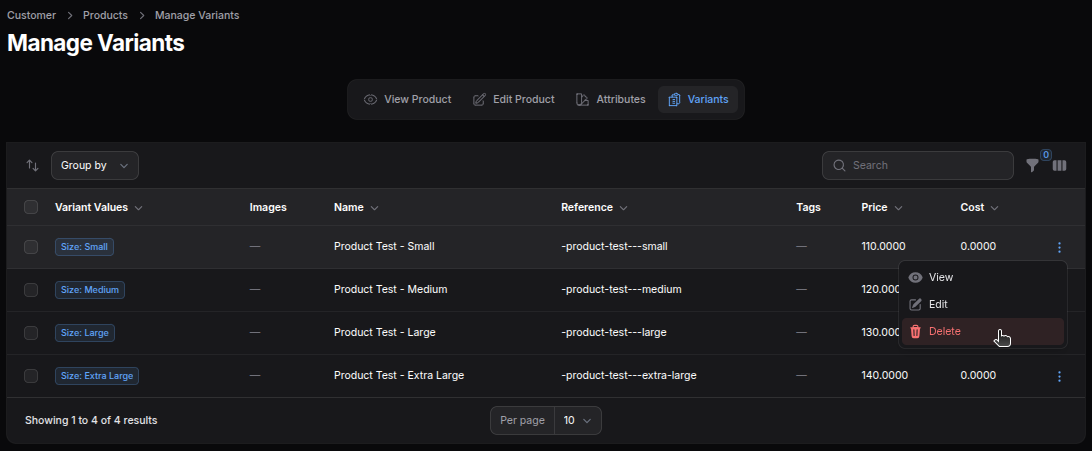 Customer > Products > Manage Variants
Manage Variants
View Product Edit Product Attributes Variants
Group by Search 0
Variant Values Images Name Reference Tags Price Cost
Size: Small — Product Test - Small -product-test---small — 110.0000 0.0000
View
Size: Medium — Product Test - Medium -product-test---medium — 120.000
Edit
Size: Large — Product Test - Large -product-test---large — 130.000
Delete
Size: Extra Large — Product Test - Extra Large -product-test---extra-large — 140.0000 0.0000
Showing 1 to 4 of 4 results Per page 10